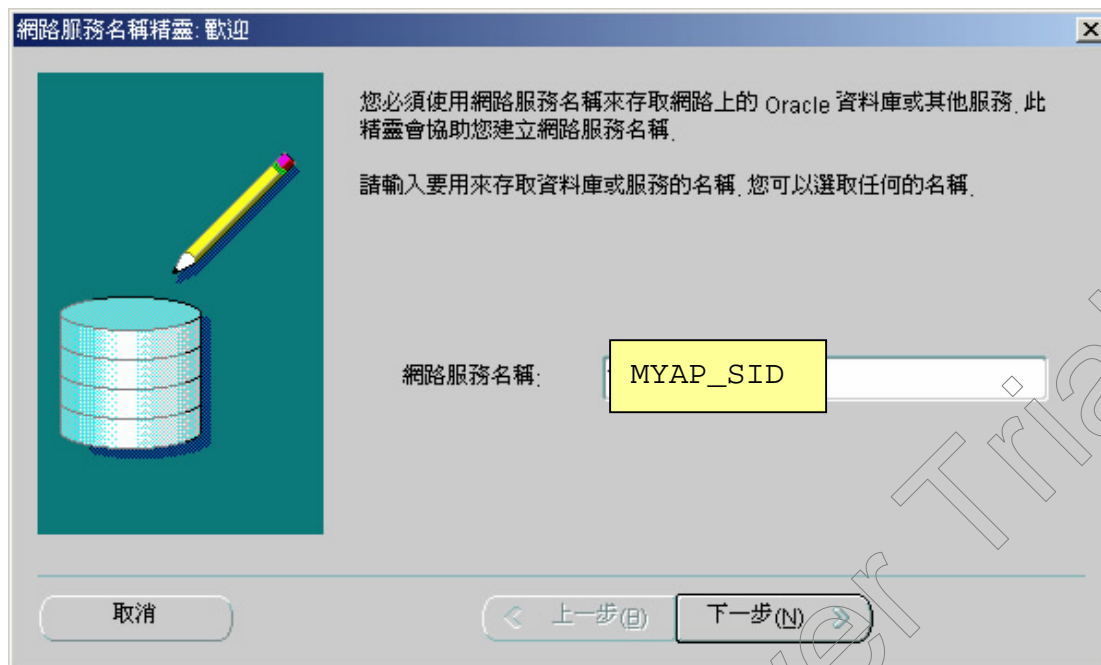 網路服務名稱精靈: 歡迎
您必須使用網路服務名稱來存取網路上的 Oracle 資料庫或其他服務. 此
精靈會協助您建立網路服務名稱.
請輸入要用來存取資料庫或服務的名稱. 您可以選取任何的名稱.
網路服務名稱:
MYAP_SID
取消
上一步(B)
下一步(N)